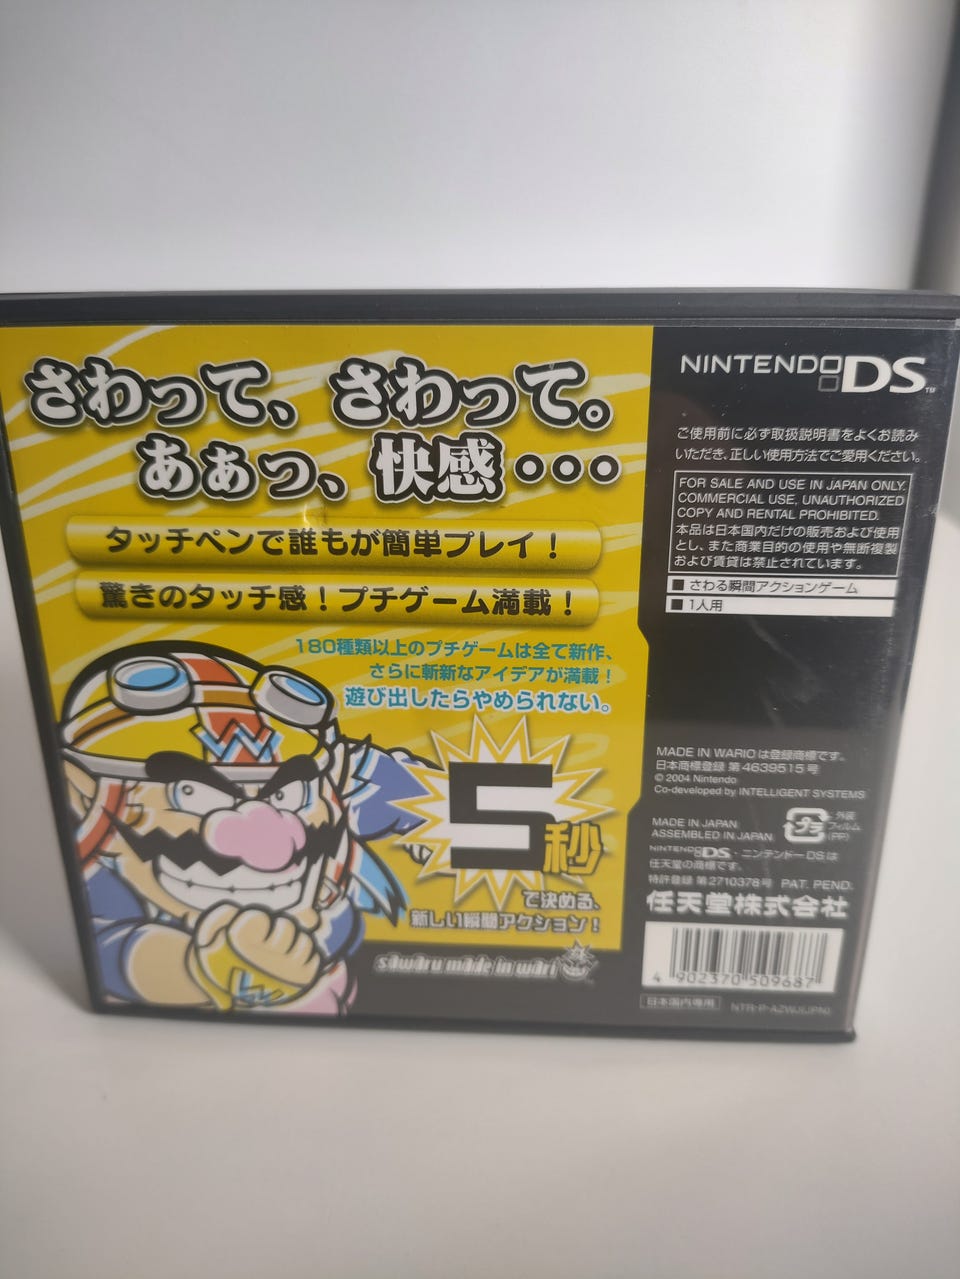 さわって、さわって。
あぁっ、快感・・・
タッチペンで誰もが簡単プレイ!
驚きのタッチ感!プチゲーム満載!
180種類以上のプチゲームは全て新作、
さらに斬新なアイデアが満載!
遊び出したらやめられない。
W
5秒
で決める、
新しい瞬間アクション!
sawaru made in wario
NINTENDO DS™
ご使用前に必ず取扱説明書をよくお読み
いただき、正しい使用方法でご愛用ください。
FOR SALE AND USE IN JAPAN ONLY.
COMMERCIAL USE, UNAUTHORIZED
COPY AND RENTAL PROHIBITED.
本品は日本国内だけの販売および使用
とし、また商業目的の使用や無断複製
および賃貸は禁止されています。
■ さわる瞬間アクションゲーム
■ 1人用
MADE IN WARIOは登録商標です。
日本商標登録 第4639515号
© 2004 Nintendo
Co-developed by INTELLIGENT SYSTEMS
MADE IN JAPAN
ASSEMBLED IN JAPAN
プラ
外装
フィルム
(PP)
NINTENDO DS・ニンテンドーDSは
任天堂の商標です。
特許登録 第2710378号 PAT. PEND.
任天堂株式会社
4 902370 509687
日本国内専用
NTR-P-AZWJ(JPN)